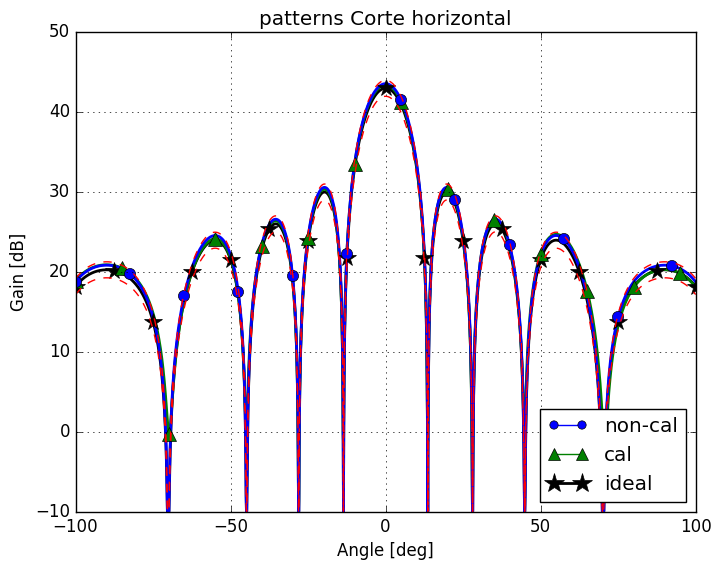 patterns Corte horizontal
50
40
30
20
10
0
−10
Gain [dB]
−100
−50
0
50
100
Angle [deg]
non-cal
cal
ideal